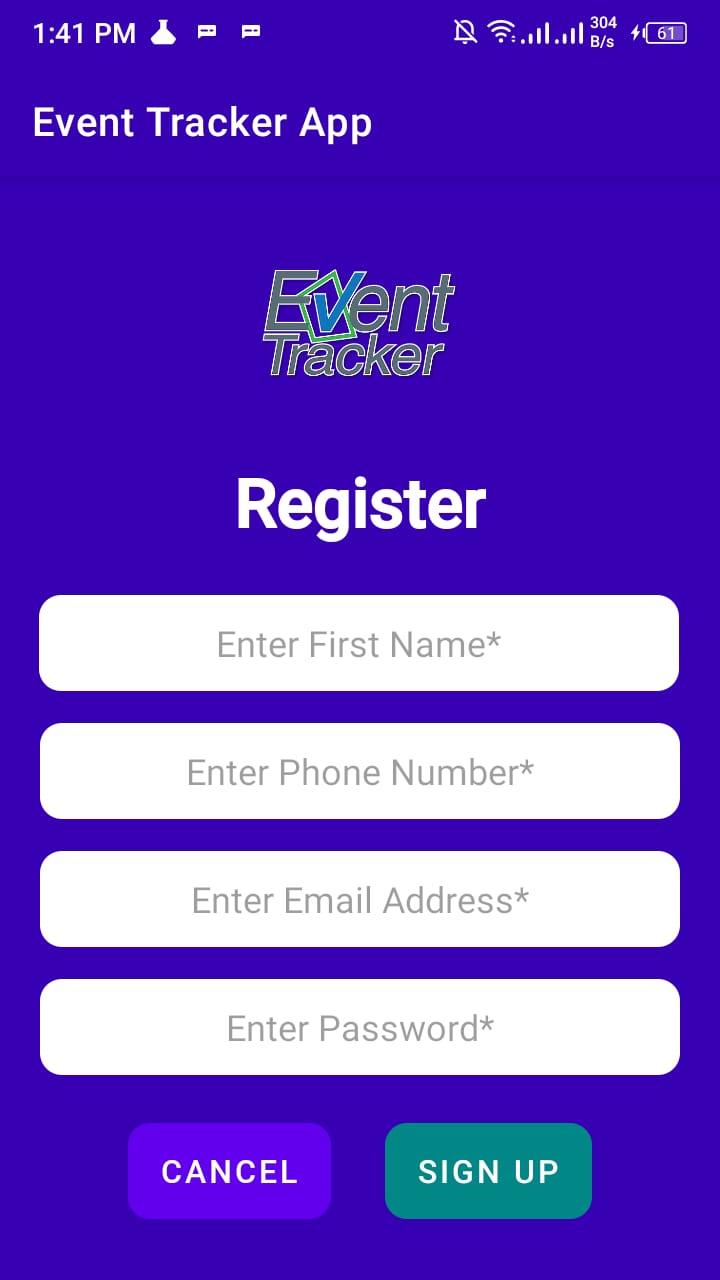 1:41 PM 304 B/s 61
Event Tracker App
Event
Tracker
Register
Enter First Name*
Enter Phone Number*
Enter Email Address*
Enter Password*
CANCEL SIGN UP